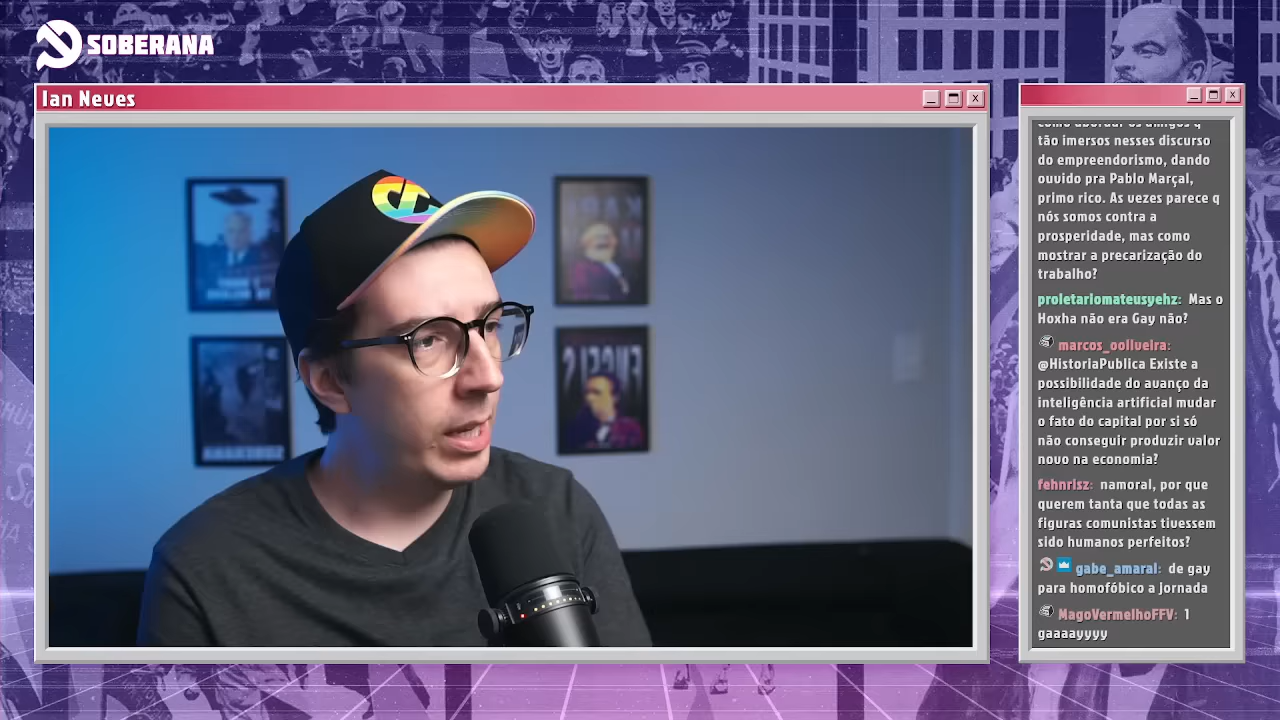 SOBERANA
Ian Neves
tão imersos nesses discurso
do empreendorismo, dando
ouvido pra Pablo Marçal,
primo rico. As vezes parece q
nós somos contra a
prosperidade, mas como
mostrar a precarização do
trabalho?
proletariomateusyehz: Mas o
Hoxha não era Gay não?
marcos_oollveira:
@HistoriaPublica Existe a
possibilidade do avanço da
inteligência artificial mudar
o fato do capital por si só
não conseguir produzir valor
novo na economia?
fehnrisz: namoral, por que
querem tanta que todas as
figuras comunistas tivessem
sido humanos perfeitos?
gabe_amaral: de gay
para homofóbico a jornada
MagoVermelhoFFV: 1
gaaayyyy